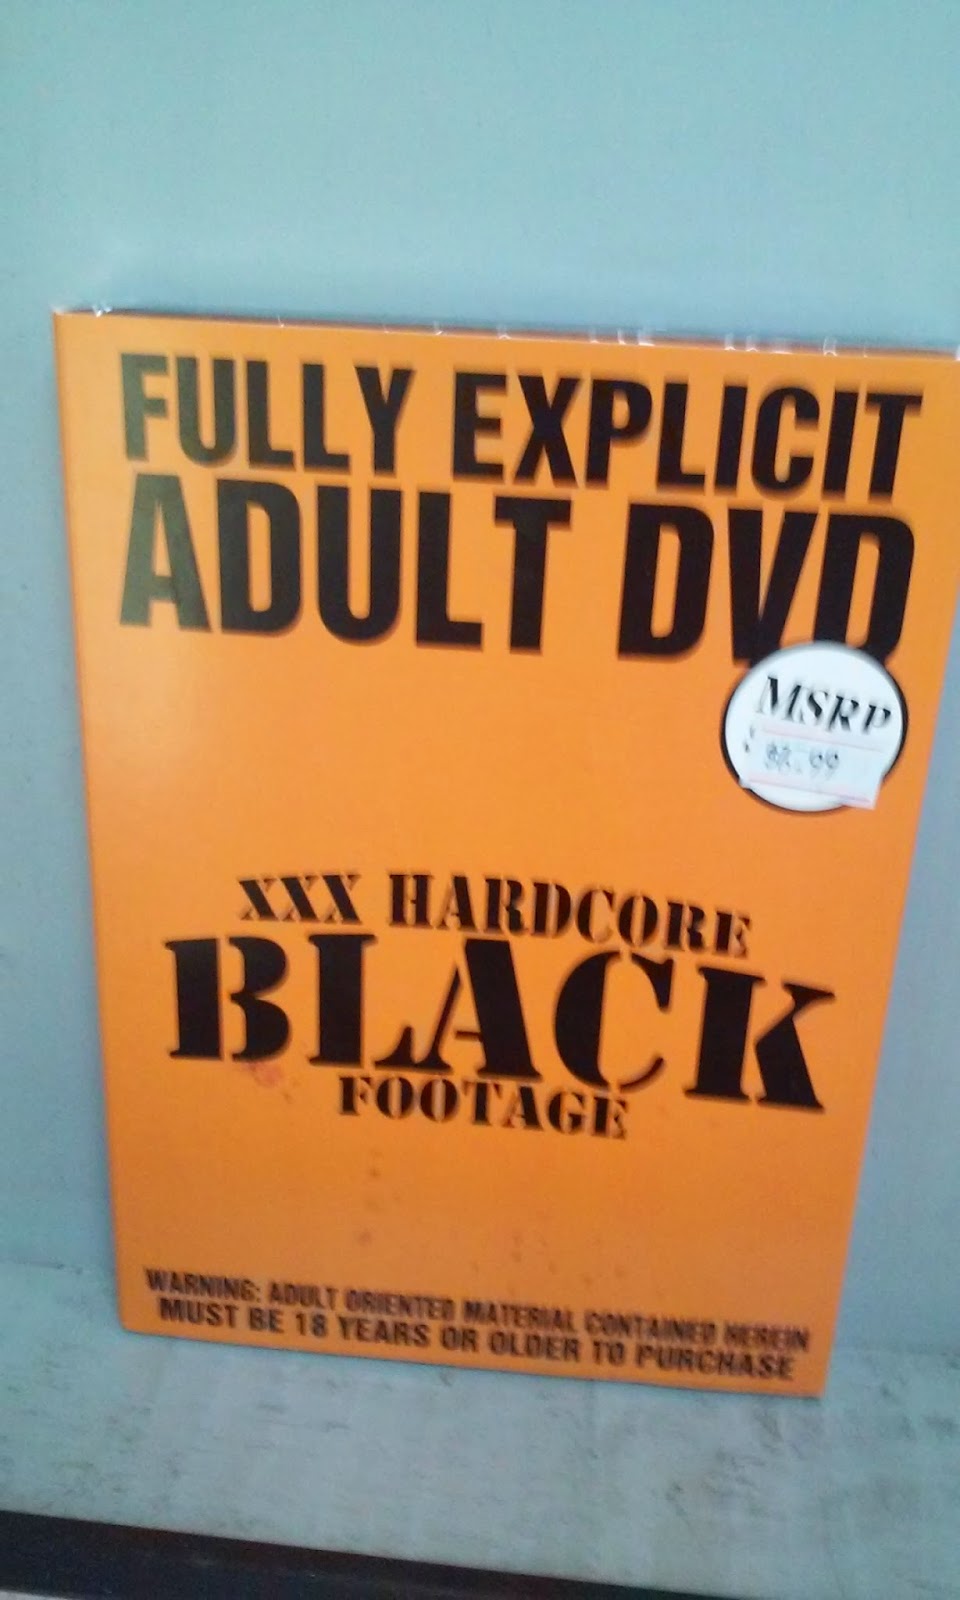 FULLY EXPLICIT
ADULT DVD
MSRP
XXX HARDCORE
BLACK
FOOTAGE
WARNING: ADULT ORIENTED MATERIAL CONTAINED HEREIN
MUST BE 18 YEARS OR OLDER TO PURCHASE